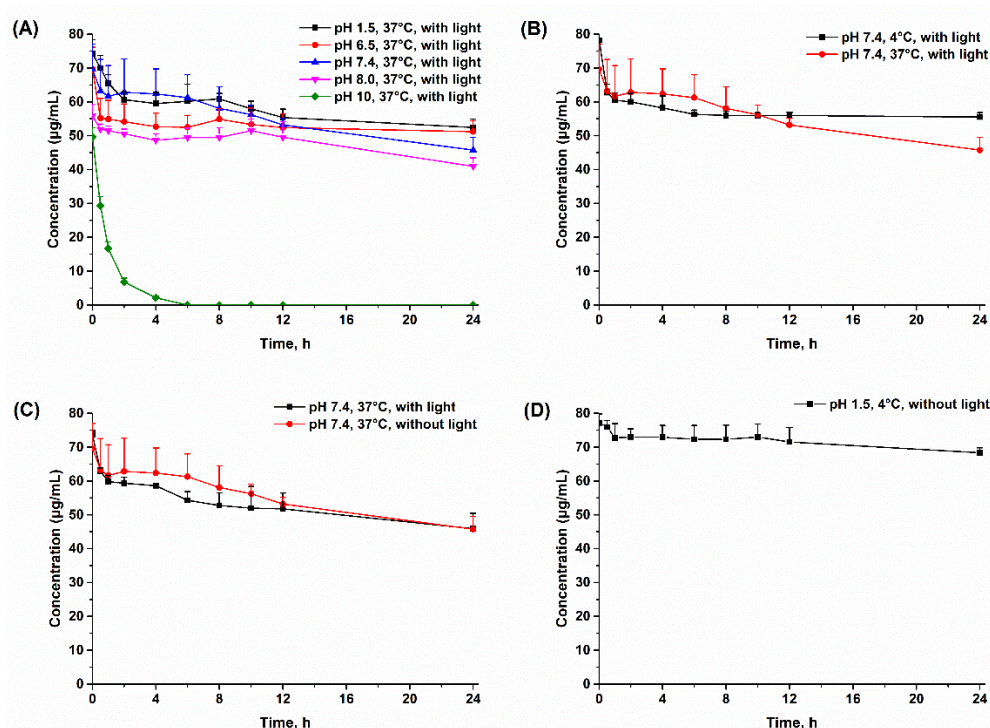 (A)
pH 1.5, 37°C, with light
pH 6.5, 37°C, with light
pH 7.4, 37°C, with light
pH 8.0, 37°C, with light
pH 10, 37°C, with light
Concentration (µg/mL)
80
70
60
50
40
30
20
10
0
0 4 8 12 16 20 24
Time, h
(B)
pH 7.4, 4°C, with light
pH 7.4, 37°C, with light
Concentration (µg/mL)
80
70
60
50
40
30
20
10
0
0 4 8 12 16 20 24
Time, h
(C)
pH 7.4, 37°C, with light
pH 7.4, 37°C, without light
Concentration (µg/mL)
80
70
60
50
40
30
20
10
0
0 4 8 12 16 20 24
Time, h
(D)
pH 1.5, 4°C, without light
Concentration (µg/mL)
80
70
60
50
40
30
20
10
0
0 4 8 12 16 20 24
Time, h